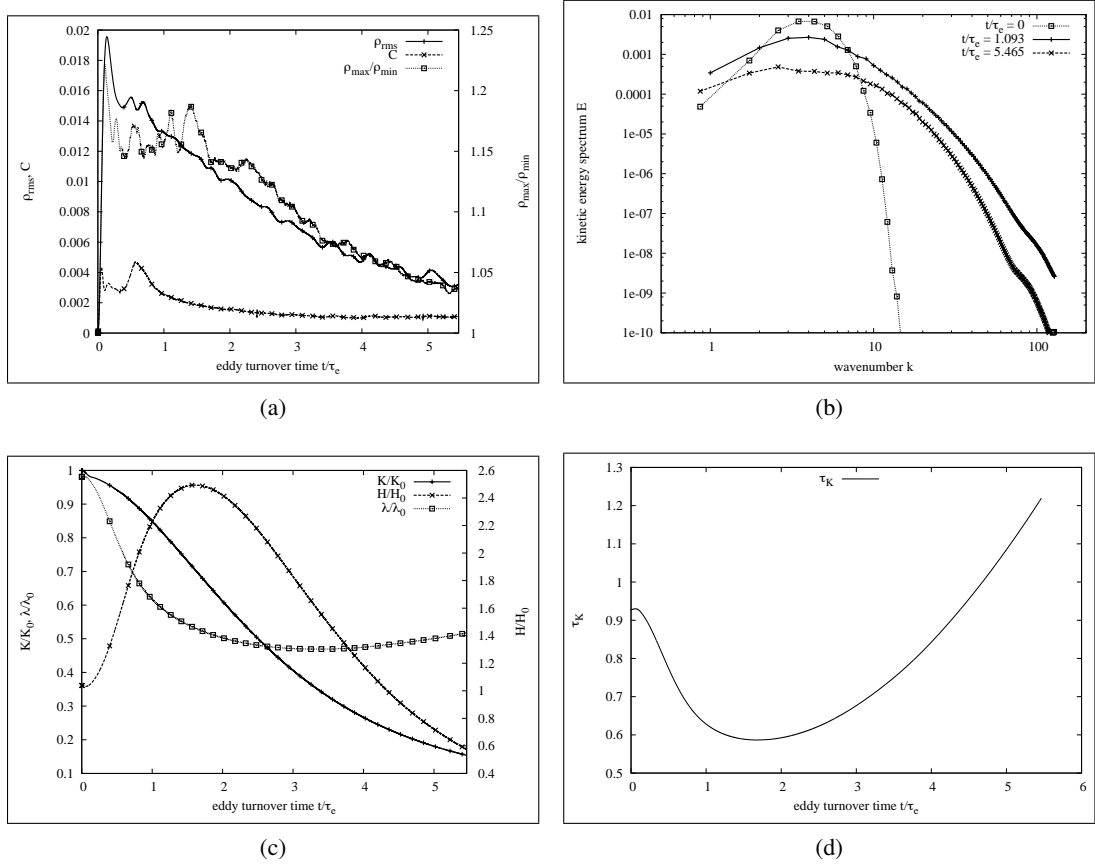 0.02
0.018
0.016
0.014
0.012
0.01
0.008
0.006
0.004
0.002
0
0 1 2 3 4 5
1.25
1.2
1.15
1.1
1.05
1
ρrms, C
ρmax/ρmin
eddy turnover time t/τe
ρrms
C
ρmax/ρmin
(a)
0.01
0.001
0.0001
1e-05
1e-06
1e-07
1e-08
1e-09
1e-10
1 10 100
kinetic energy spectrum E
wavenumber k
t/τe = 0
t/τe = 1.093
t/τe = 5.465
(b)
1
0.9
0.8
0.7
0.6
0.5
0.4
0.3
0.2
0.1
0 1 2 3 4 5
2.6
2.4
2.2
2
1.8
1.6
1.4
1.2
1
0.8
0.6
0.4
K/K0, λ/λ0
H/H0
eddy turnover time t/τe
K/K0
H/H0
λ/λ0
(c)
1.3
1.2
1.1
1
0.9
0.8
0.7
0.6
0.5
0 1 2 3 4 5 6
τK
eddy turnover time t/τe
τK
(d)